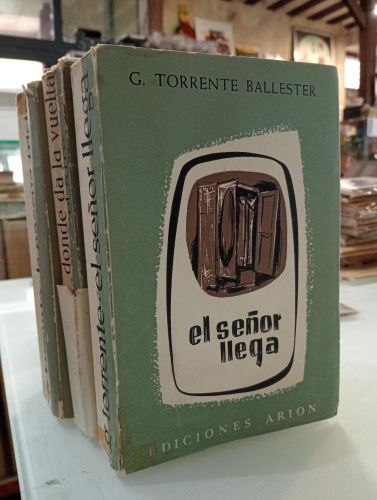 G. TORRENTE BALLESTER
el señor
llega
EDICIONES ARION
torrente el señor llega
donde da la vuelta